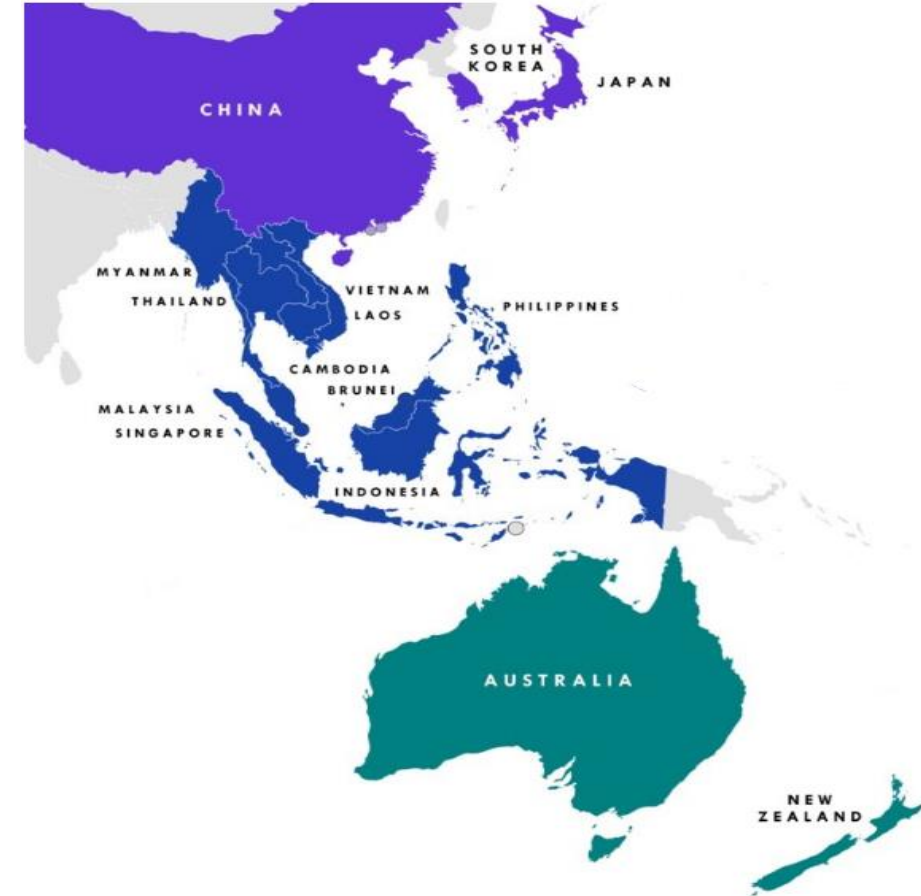 SOUTH
KOREA
JAPAN
CHINA
MYANMAR
THAILAND
VIETNAM
LAOS
PHILIPPINES
CAMBODIA
BRUNEI
MALAYSIA
SINGAPORE
INDONESIA
AUSTRALIA
NEW
ZEALAND